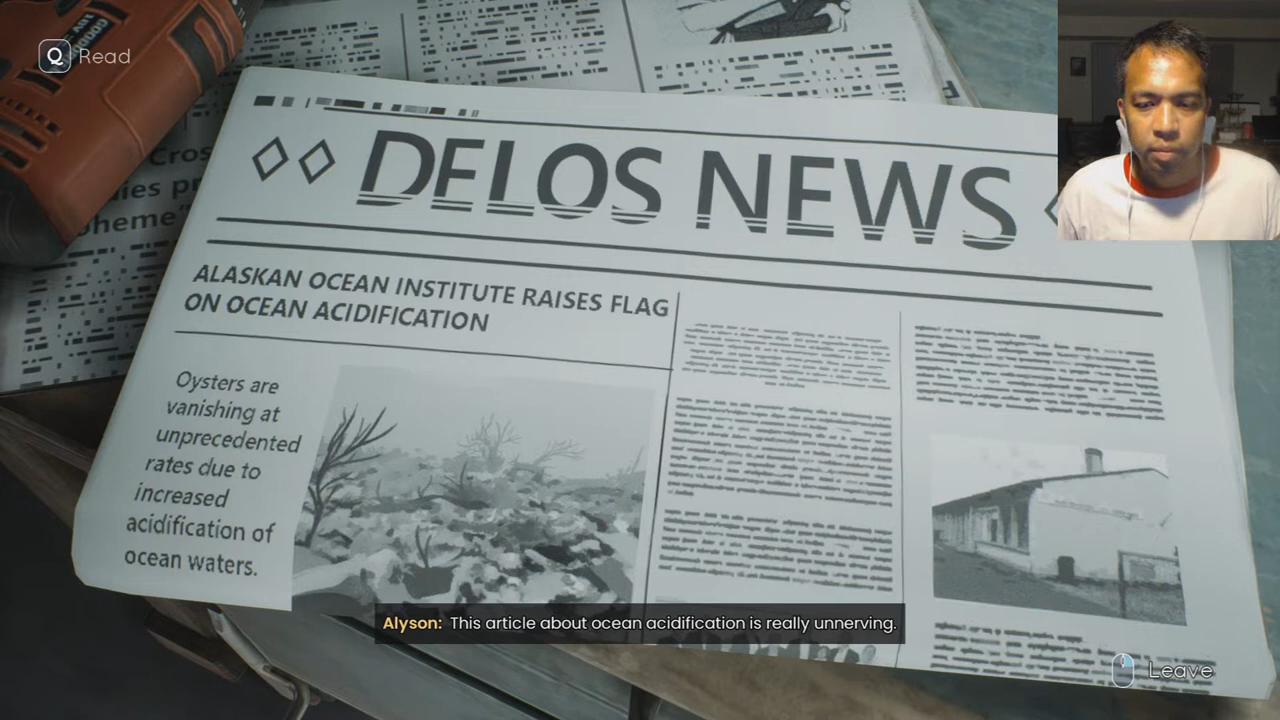 Q Read
DELOS NEWS
ALASKAN OCEAN INSTITUTE RAISES FLAG
ON OCEAN ACIDIFICATION
Oysters are
vanishing at
unprecedented
rates due to
increased
acidification of
ocean waters.
Alyson: This article about ocean acidification is really unnerving.
Leave